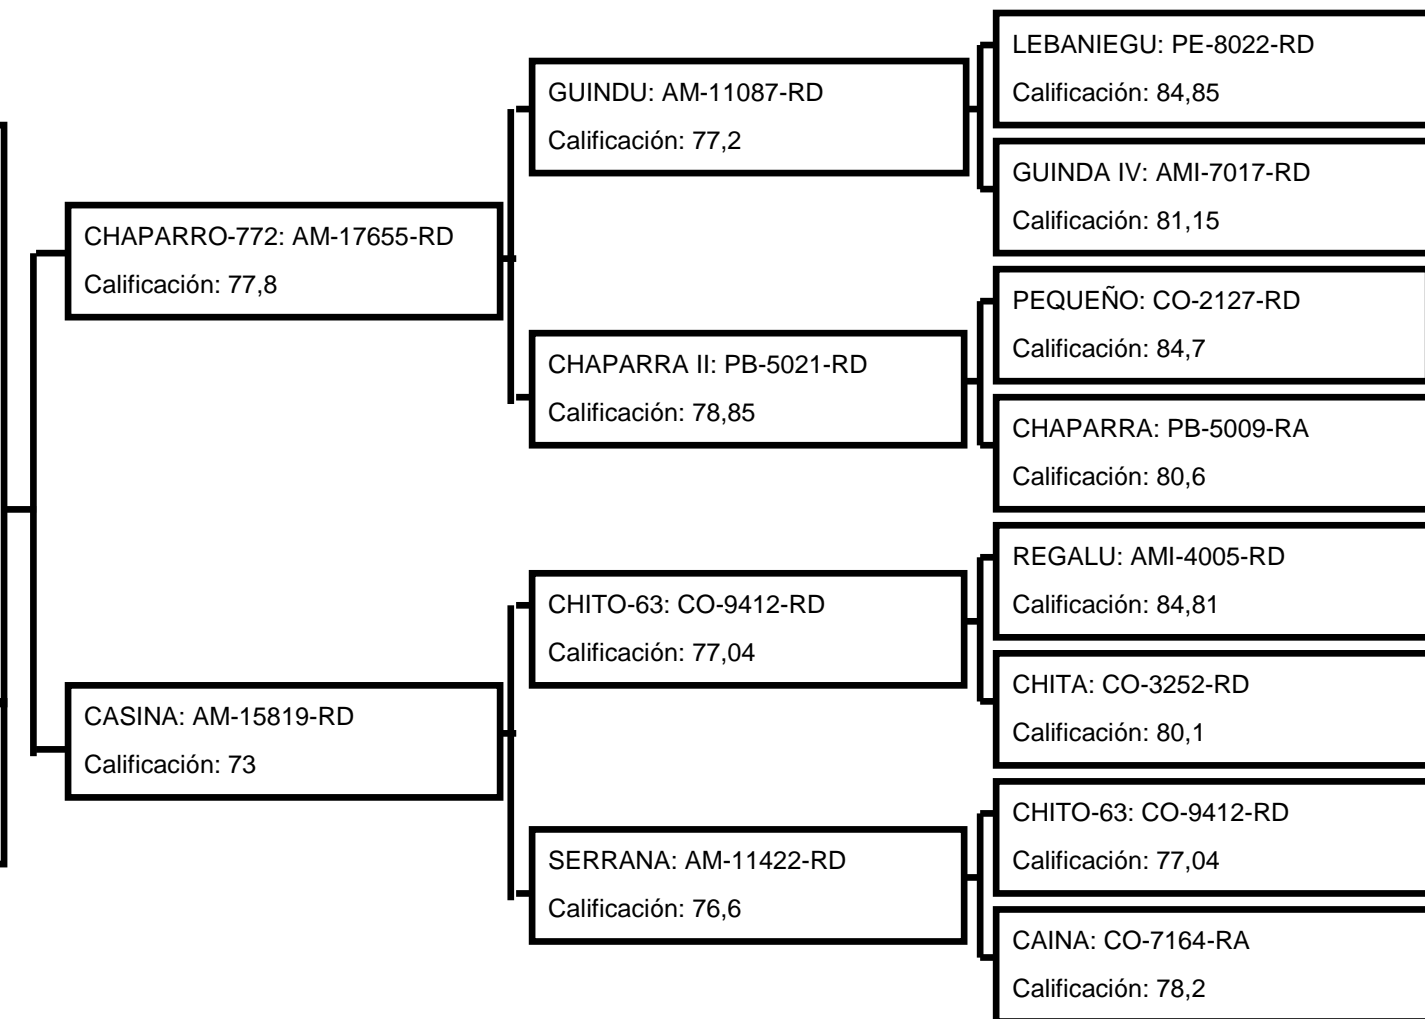 LEBANIEGU: PE-8022-RD
Calificación: 84,85
GUINDU: AM-11087-RD
Calificación: 77,2
GUINDA IV: AMI-7017-RD
Calificación: 81,15
CHAPARRO-772: AM-17655-RD
Calificación: 77,8
PEQUEÑO: CO-2127-RD
Calificación: 84,7
CHAPARRA II: PB-5021-RD
Calificación: 78,85
CHAPARRA: PB-5009-RA
Calificación: 80,6
REGALU: AMI-4005-RD
Calificación: 84,81
CHITO-63: CO-9412-RD
Calificación: 77,04
CHITA: CO-3252-RD
Calificación: 80,1
CASINA: AM-15819-RD
Calificación: 73
CHITO-63: CO-9412-RD
Calificación: 77,04
SERRANA: AM-11422-RD
Calificación: 76,6
CAINA: CO-7164-RA
Calificación: 78,2